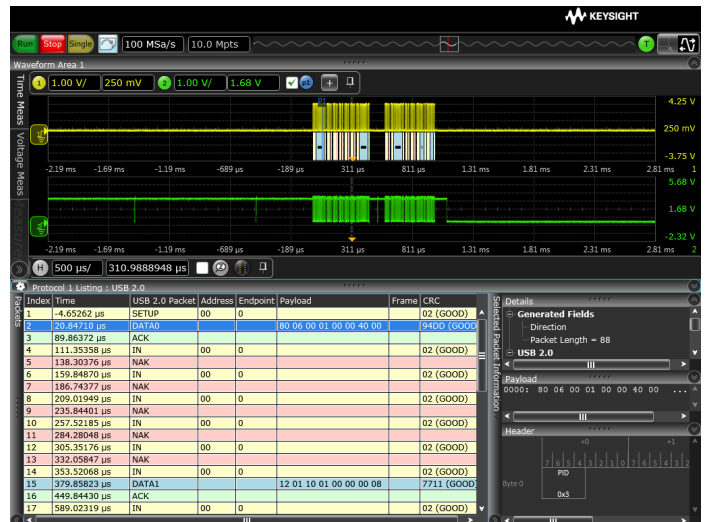 KEYSIGHT
Run Stop Single 100 MSa/s 10.0 Mpts T
Waveform Area 1
1 1.00 V/ 250 mV 2 1.00 V/ 1.68 V p1 +
Time Meas
Voltage Meas
Measure
p1
4.25 V
250 mV
-3.75 V
-2.19 ms -1.69 ms -1.19 ms -689 µs -189 µs 311 µs 811 µs 1.31 ms 1.81 ms 2.31 ms 2.81 ms 1
5.68 V
1.68 V
-2.32 V
-2.19 ms -1.69 ms -1.19 ms -689 µs -189 µs 311 µs 811 µs 1.31 ms 1.81 ms 2.31 ms 2.81 ms 2
H 500 µs/ 310.9888948 µs
Protocol 1 Listing : USB 2.0
Packets
Index Time USB 2.0 Packet Address Endpoint Payload Frame CRC
1 -4.65262 µs SETUP 00 0 02 (GOOD)
2 20.84710 µs DATA0 80 06 00 01 00 00 40 00 94DD (GOOD
3 89.86372 µs ACK
4 111.35358 µs IN 00 0 02 (GOOD)
5 138.30376 µs NAK
6 159.84870 µs IN 00 0 02 (GOOD)
7 186.74377 µs NAK
8 209.01949 µs IN 00 0 02 (GOOD)
9 235.84401 µs NAK
10 257.52185 µs IN 00 0 02 (GOOD)
11 284.28048 µs NAK
12 305.35176 µs IN 00 0 02 (GOOD)
13 332.05847 µs NAK
14 353.52068 µs IN 00 0 02 (GOOD)
15 379.85823 µs DATA1 12 01 10 01 00 00 00 08 7711 (GOOD
16 449.84430 µs ACK
17 589.02319 µs IN 00 0 02 (GOOD)
Selected Packet Information
Details
Generated Fields
Direction
Packet Length = 88
USB 2.0
Payload
0000: 80 06 00 01 00 00 40 00 ...
Header
+0 +1
7 6 5 4 3 2 1 0 7 6 5 4 3 2
PID
Byte 0
0x3